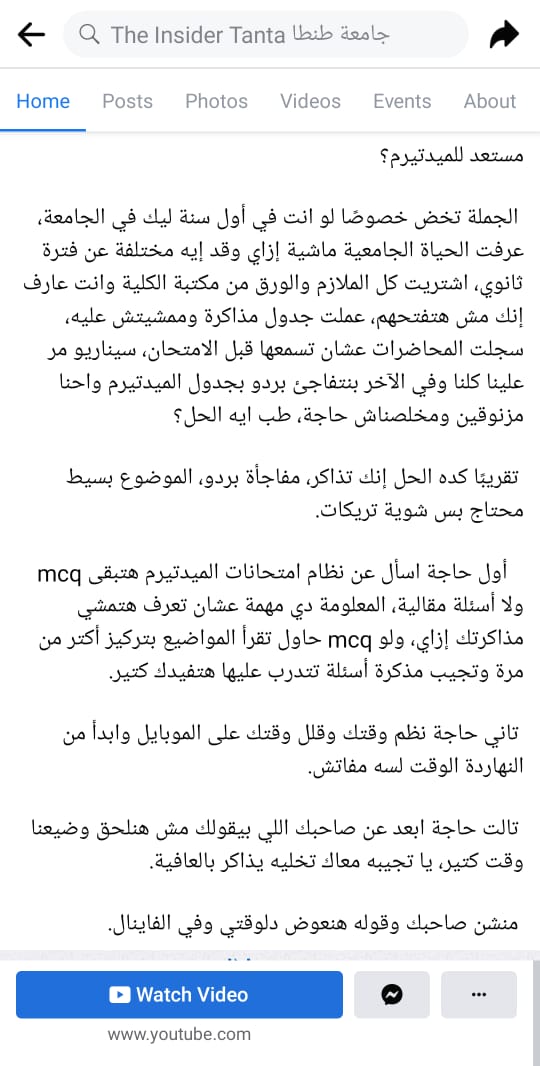 The Insider Tanta جامعة طنطا
Home Posts Photos Videos Events About
مستعد للميدتيرم؟
الجملة تخض خصوصًا لو انت في أول سنة ليك في الجامعة،
عرفت الحياة الجامعية ماشية إزاي وقد إيه مختلفة عن فترة
ثانوي، اشتريت كل الملازم والورق من مكتبة الكلية وانت عارف
إنك مش هتفتحهم، عملت جدول مذاكرة وممشيتش عليه،
سجلت المحاضرات عشان تسمعها قبل الامتحان، سيناريو مر
علينا كلنا وفي الآخر بنتفاجئ بردو بجدول الميدتيرم واحنا
مزنوقين ومخلصناش حاجة، طب ايه الحل؟
تقريبًا كده الحل إنك تذاكر، مفاجأة بردو، الموضوع بسيط
محتاج بس شوية تريكات.
أول حاجة اسأل عن نظام امتحانات الميدتيرم هتبقى mcq
ولا أسئلة مقالية، المعلومة دي مهمة عشان تعرف هتمشي
مذاكرتك إزاي، ولو mcq حاول تقرأ المواضيع بتركيز أكتر من
مرة وتجيب مذكرة أسئلة تتدرب عليها هتفيدك كتير.
تاني حاجة نظم وقتك وقلل وقتك على الموبايل وابدأ من
النهاردة الوقت لسه مفاتش.
تالت حاجة ابعد عن صاحبك اللي بيقولك مش هنلحق وضيعنا
وقت كتير، يا تجيبه معاك تخليه يذاكر بالعافية.
منشن صاحبك وقوله هنعوض دلوقتي وفي الفاينال.
Watch Video
www.youtube.com